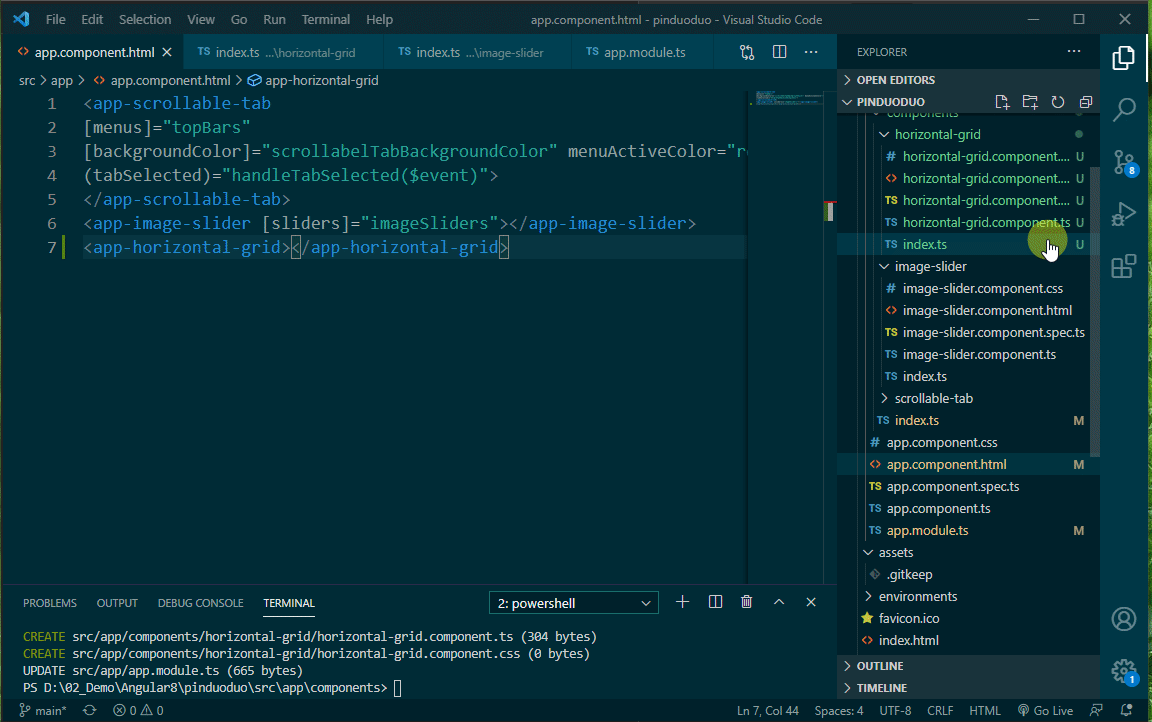 File Edit Selection View Go Run Terminal Help app.component.html - pinduoduo - Visual Studio Code
app.component.html index.ts ...\horizontal-grid index.ts ...\image-slider app.module.ts
src > app > app.component.html > app-horizontal-grid
1 <app-scrollable-tab
2 [menus]="topBars"
3 [backgroundColor]="scrollabelTabBackgroundColor" menuActiveColor="re
4 (tabSelected)="handleTabSelected($event)">
5 </app-scrollable-tab>
6 <app-image-slider [sliders]="imageSliders"></app-image-slider>
7 <app-horizontal-grid></app-horizontal-grid>
PROBLEMS OUTPUT DEBUG CONSOLE TERMINAL 2: powershell
CREATE src/app/components/horizontal-grid/horizontal-grid.component.ts (304 bytes)
CREATE src/app/components/horizontal-grid/horizontal-grid.component.css (0 bytes)
UPDATE src/app/app.module.ts (665 bytes)
PS D:\02_Demo\Angular8\pinduoduo\src\app\components>
EXPLORER
OPEN EDITORS
PINDUODUO
components
horizontal-grid
# horizontal-grid.component.... U
<> horizontal-grid.component.... U
TS horizontal-grid.component.... U
TS horizontal-grid.component.ts U
TS index.ts U
image-slider
# image-slider.component.css
<> image-slider.component.html
TS image-slider.component.spec.ts
TS image-slider.component.ts
TS index.ts
scrollable-tab
TS index.ts M
# app.component.css
<> app.component.html M
TS app.component.spec.ts
TS app.component.ts
TS app.module.ts M
assets
.gitkeep
environments
favicon.ico
<> index.html
OUTLINE
TIMELINE
8
1
main* 0 0 Ln 7, Col 44 Spaces: 4 UTF-8 CRLF HTML Go Live